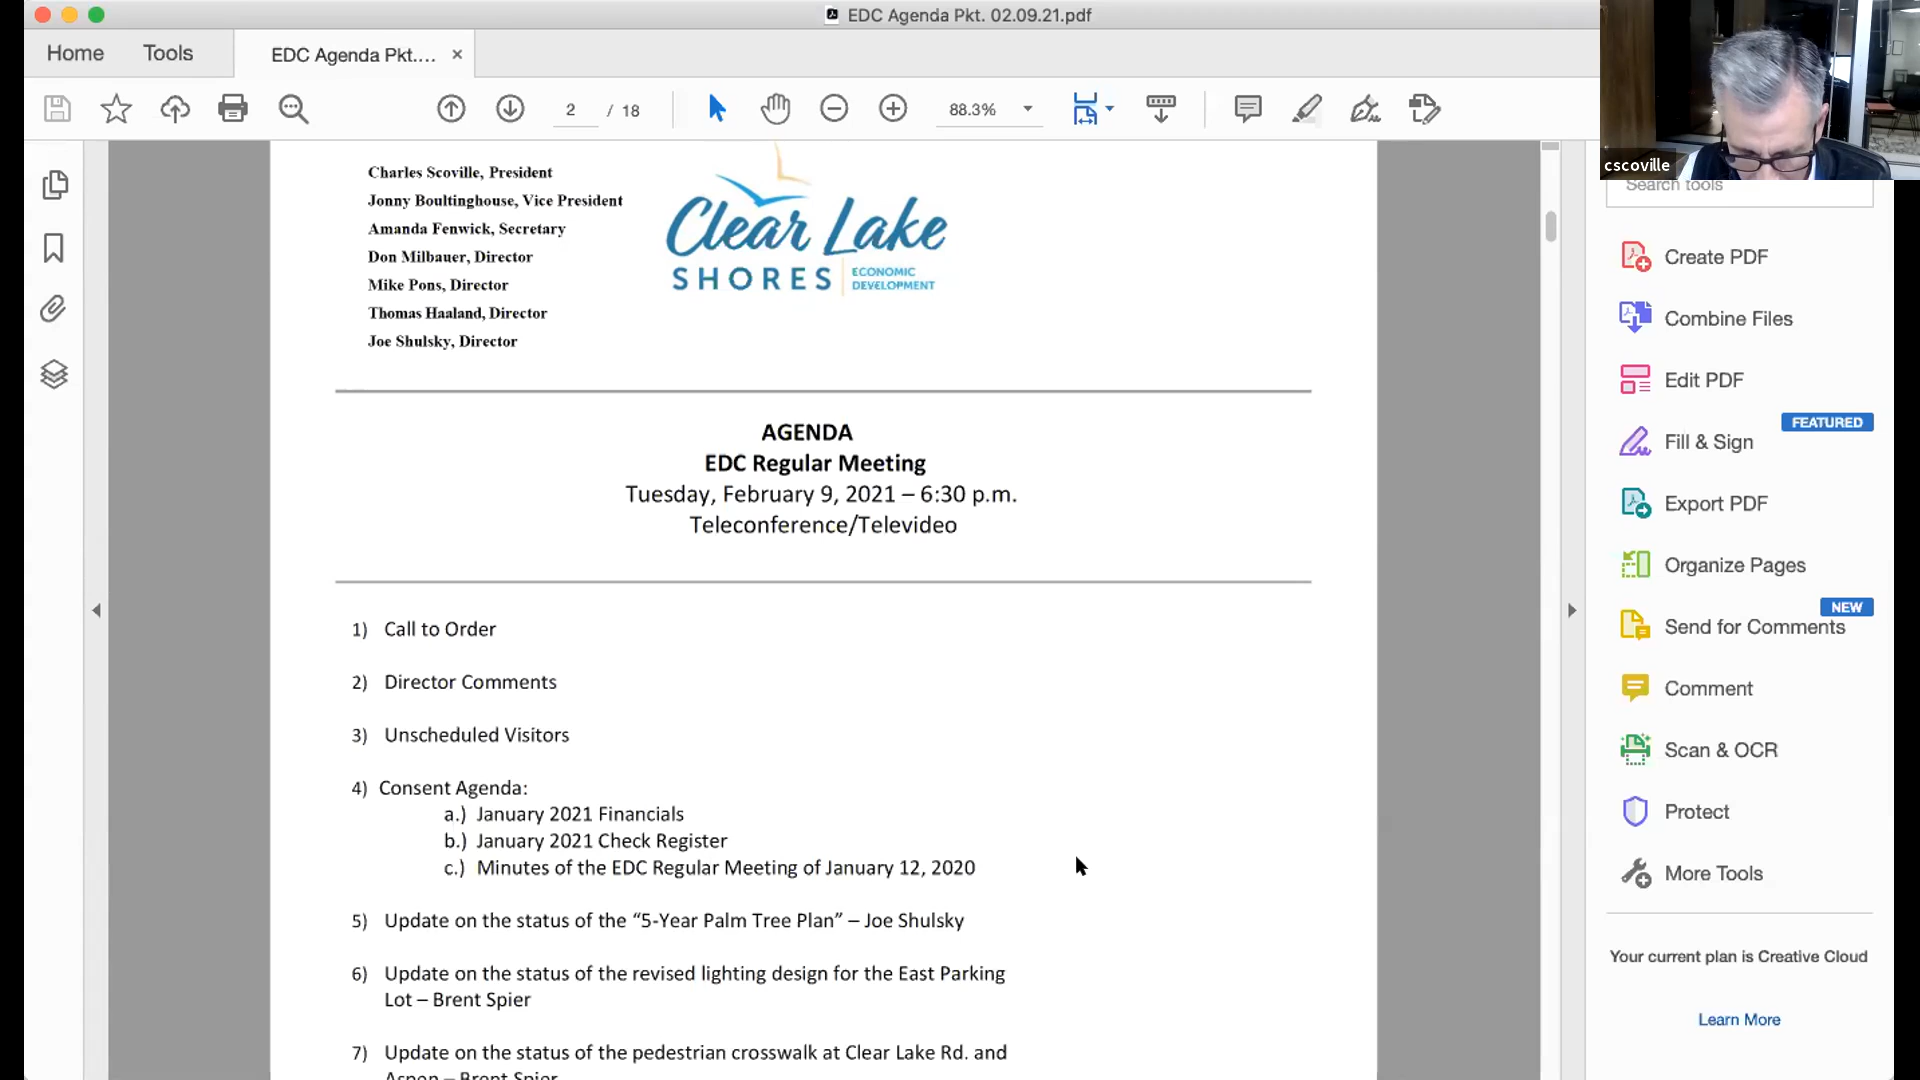 EDC Agenda Pkt. 02.09.21.pdf
Home
Tools
EDC Agenda Pkt....
×
2 / 18
88.3%
cscoville
Charles Scoville, President
Jonny Boultinghouse, Vice President
Amanda Fenwick, Secretary
Don Milbauer, Director
Mike Pons, Director
Thomas Haaland, Director
Joe Shulsky, Director
Clear Lake
SHORES
ECONOMIC
DEVELOPMENT
AGENDA
EDC Regular Meeting
Tuesday, February 9, 2021 – 6:30 p.m.
Teleconference/Televideo
1) Call to Order
2) Director Comments
3) Unscheduled Visitors
4) Consent Agenda:
a.) January 2021 Financials
b.) January 2021 Check Register
c.) Minutes of the EDC Regular Meeting of January 12, 2020
5) Update on the status of the “5-Year Palm Tree Plan” – Joe Shulsky
6) Update on the status of the revised lighting design for the East Parking
Lot – Brent Spier
7) Update on the status of the pedestrian crosswalk at Clear Lake Rd. and
Aspen – Brent Spier
Search tools
Create PDF
Combine Files
Edit PDF
FEATURED
Fill & Sign
Export PDF
Organize Pages
NEW
Send for Comments
Comment
Scan & OCR
Protect
More Tools
Your current plan is Creative Cloud
Learn More